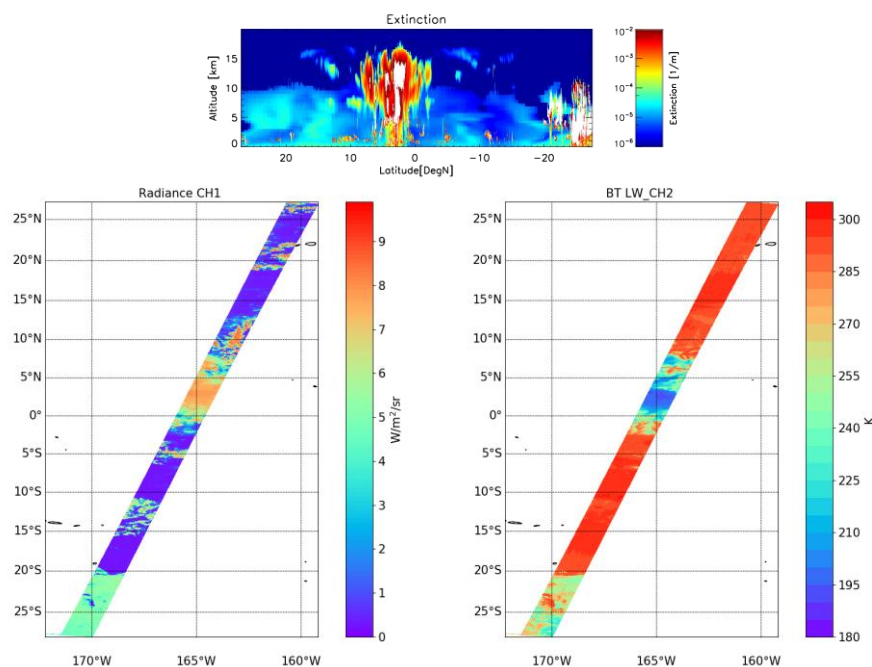 Extinction
Altitude [km]
15
10
5
0
20
10
0
-10
-20
Latitude[DegN]
10⁻²
10⁻³
10⁻⁴
10⁻⁵
10⁻⁶
Extinction [1/m]
Radiance CH1
25°N
20°N
15°N
10°N
5°N
0°
5°S
10°S
15°S
20°S
25°S
170°W
165°W
160°W
9
8
7
6
5
4
3
2
1
0
W/m²/sr
BT LW_CH2
25°N
20°N
15°N
10°N
5°N
0°
5°S
10°S
15°S
20°S
25°S
170°W
165°W
160°W
300
285
270
255
240
225
210
195
180
K